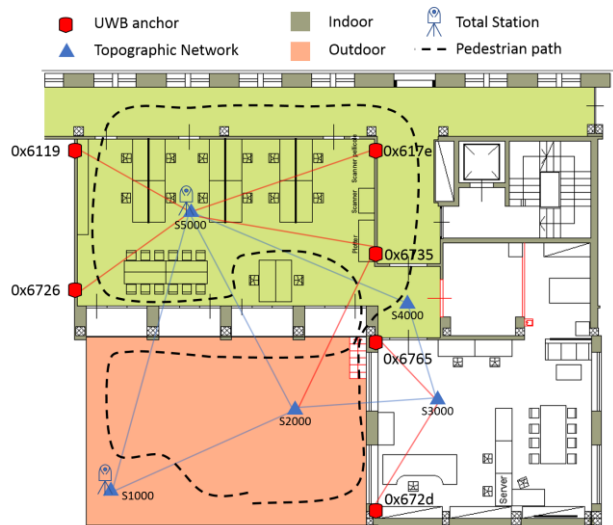 UWB anchor
Indoor
Total Station
Topographic Network
Outdoor
Pedestrian path
0x6119
0x617e
Scanner
Scanner
Plotter
S5000
0x6735
0x6726
S4000
0x6765
S3000
S2000
S1000
Server
0x672d